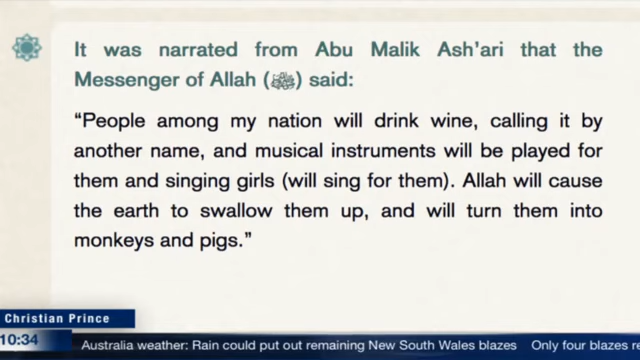 It was narrated from Abu Malik Ash'ari that the
Messenger of Allah (ﷺ) said:
“People among my nation will drink wine, calling it by
another name, and musical instruments will be played for
them and singing girls (will sing for them). Allah will cause
the earth to swallow them up, and will turn them into
monkeys and pigs.”
Christian Prince
10:34
Australia weather: Rain could put out remaining New South Wales blazes Only four blazes re